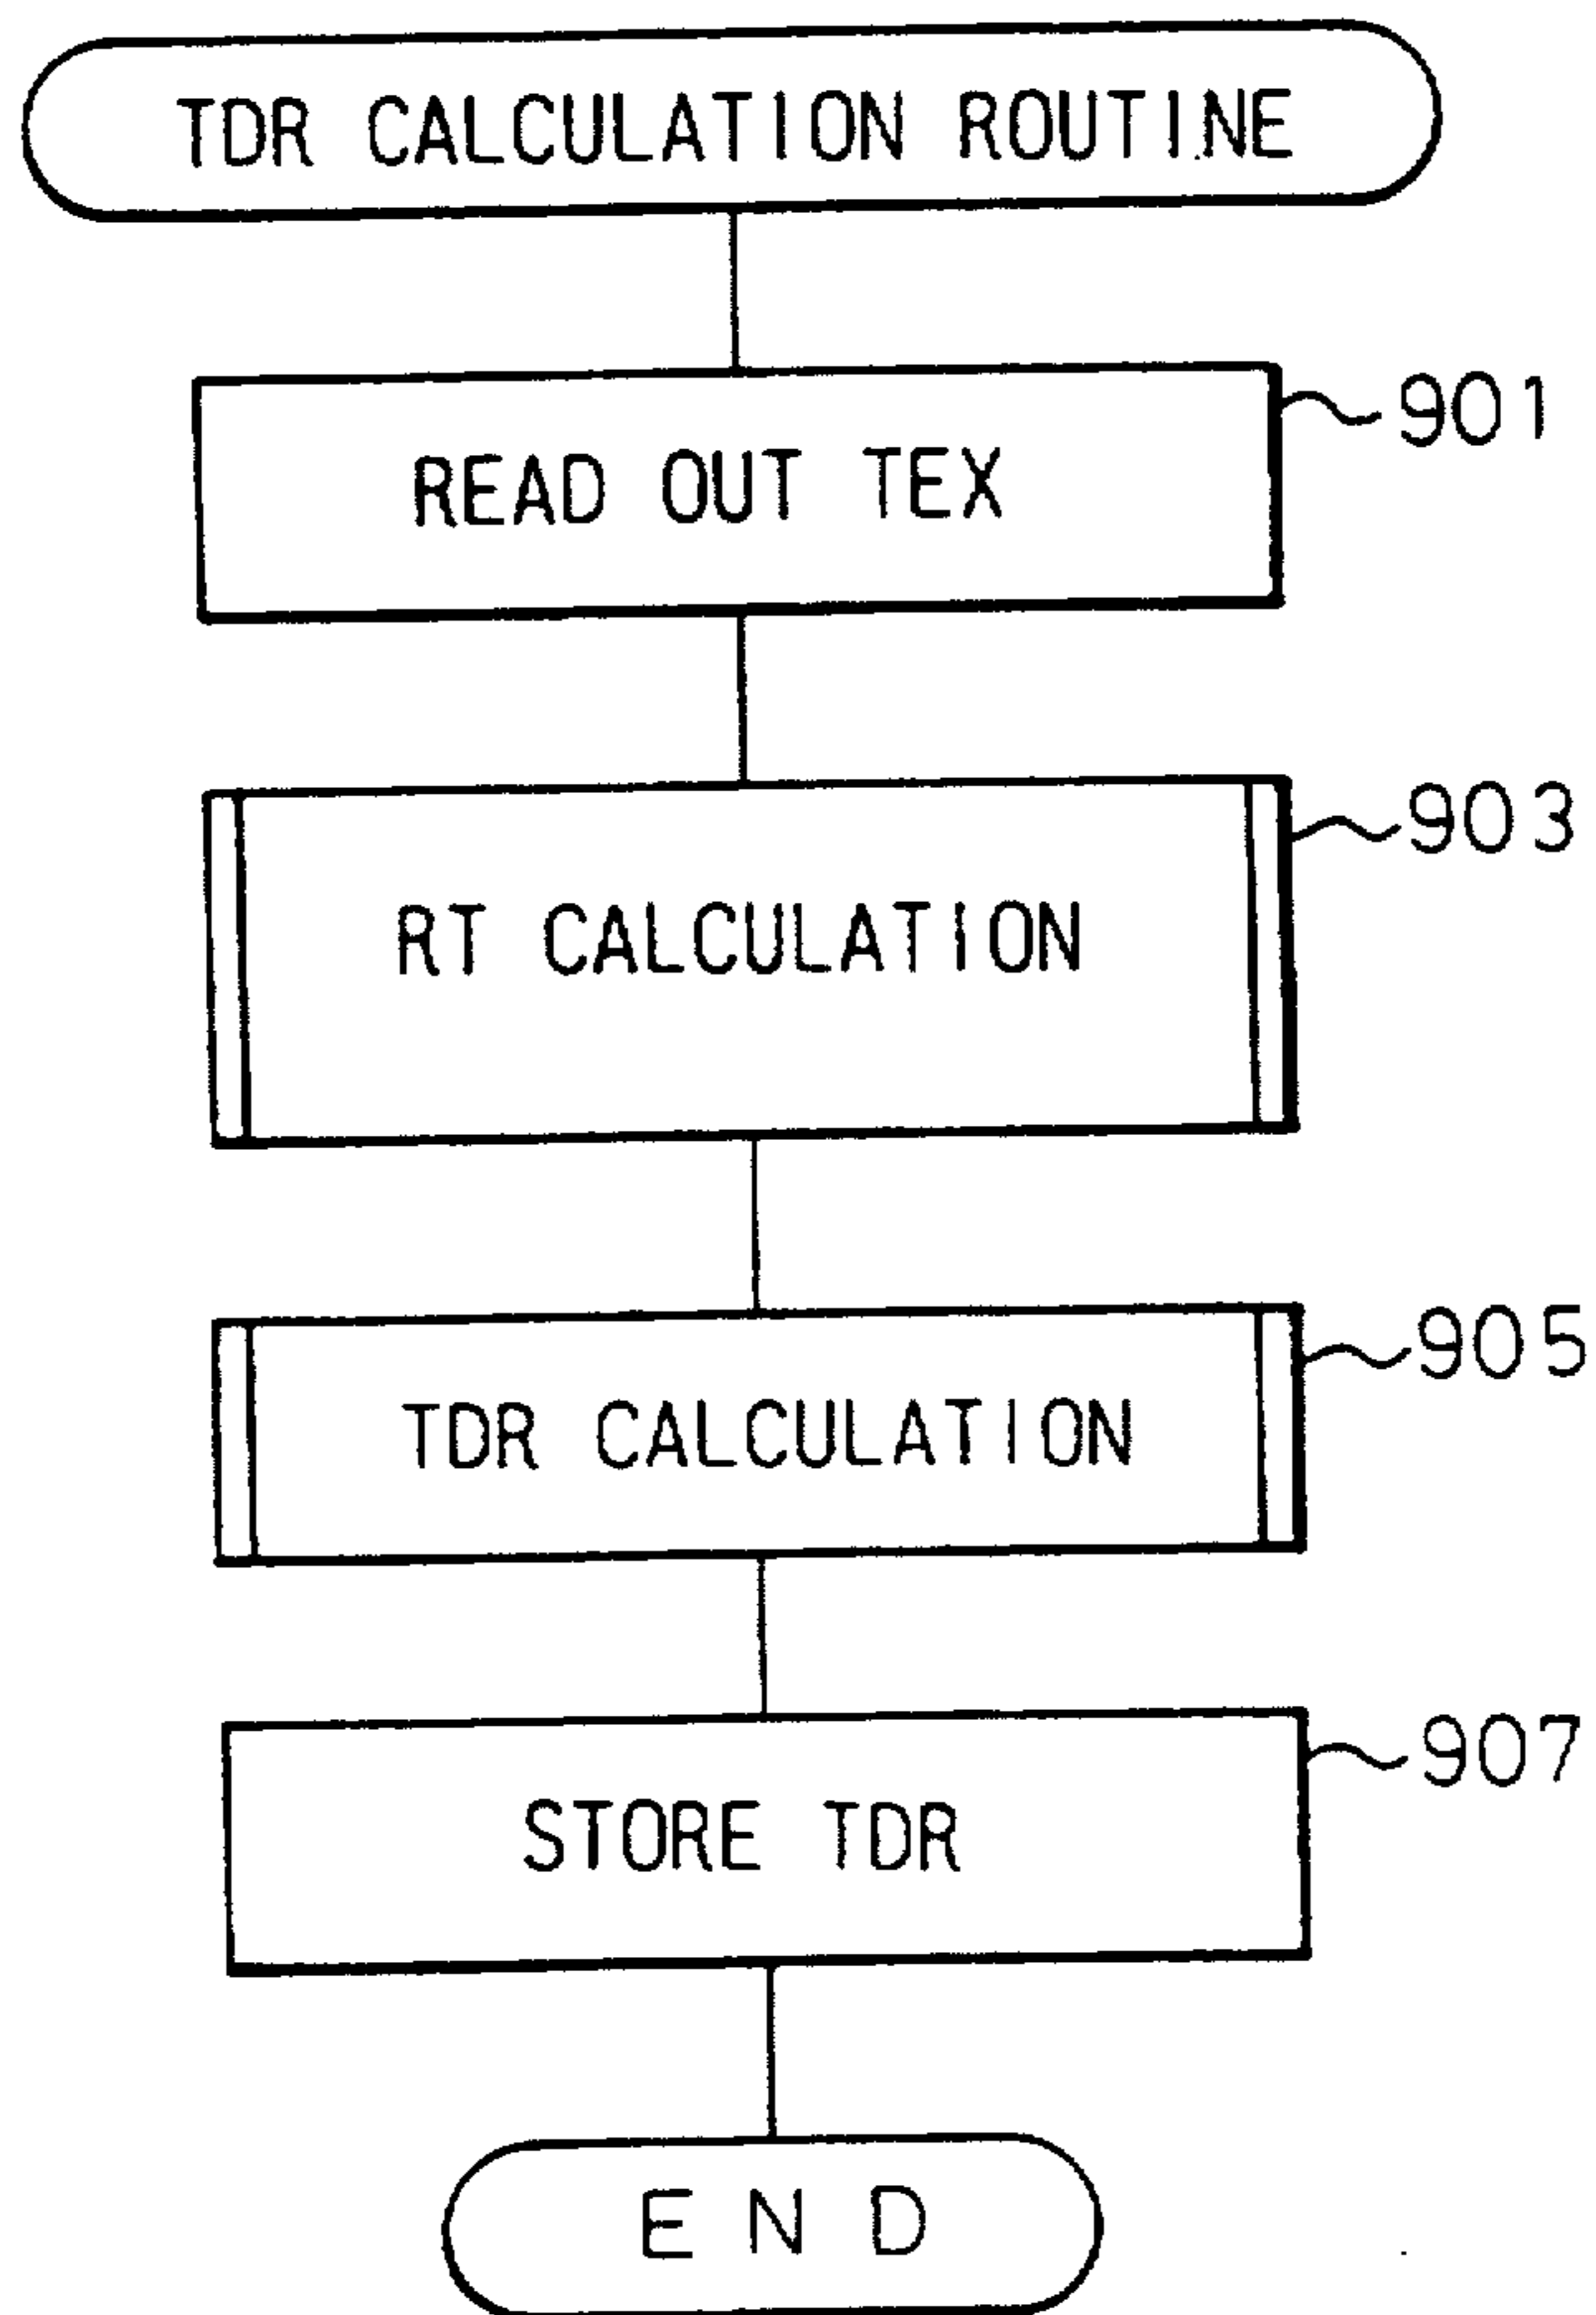 TDR CALCULATION ROUTINE
901
READ OUT TEX
903
RT CALCULATION
905
TDR CALCULATION
907
STORE TDR
END